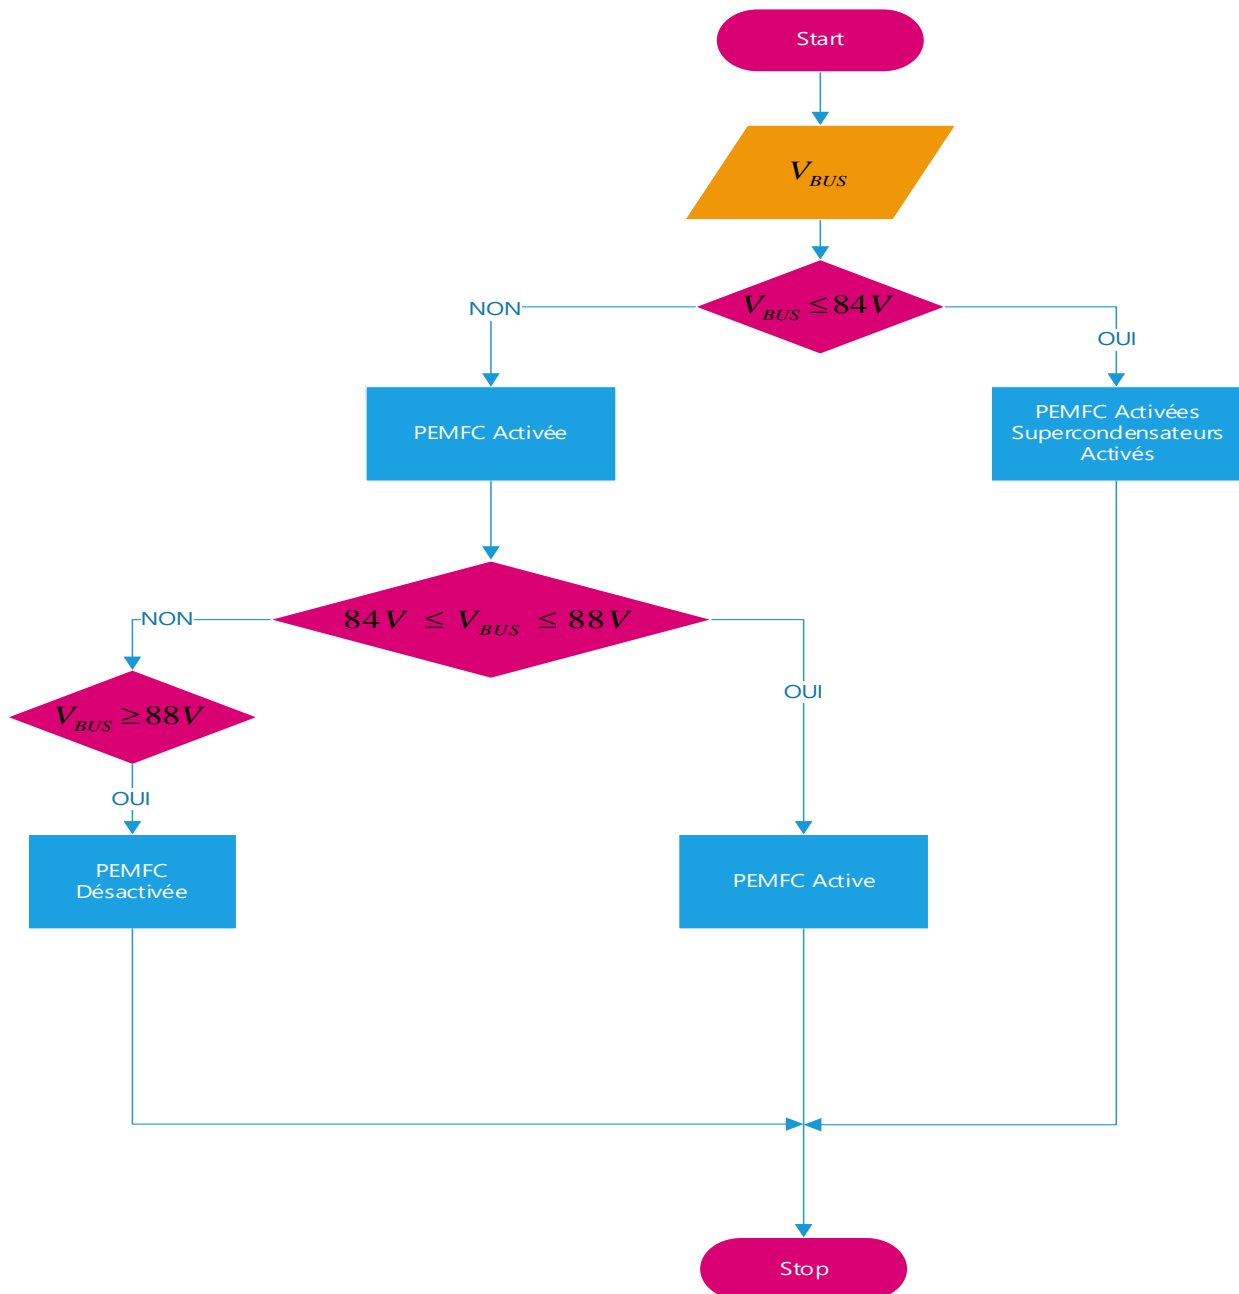 Start
V_BUS
V_BUS ≤ 84V
NON
OUI
PEMFC Activée
PEMFC Activées
Supercondensateurs
Activés
84V ≤ V_BUS ≤ 88V
NON
OUI
V_BUS ≥ 88V
OUI
PEMFC
Désactivée
PEMFC Active
Stop